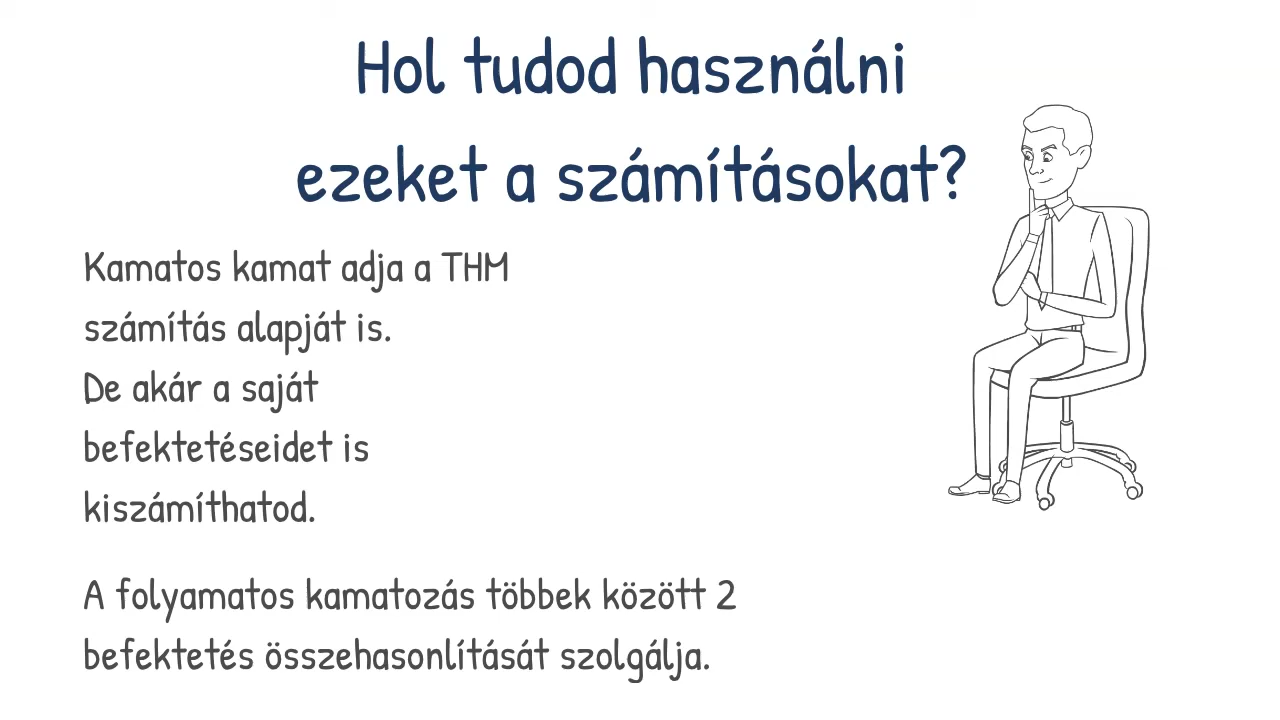 Hol tudod használni
ezeket a számításokat?
Kamatos kamat adja a THM
számítás alapját is.
De akár a saját
befektetéseidet is
kiszámíthatod.
A folyamatos kamatozás többek között 2
befektetés összehasonlítását szolgálja.